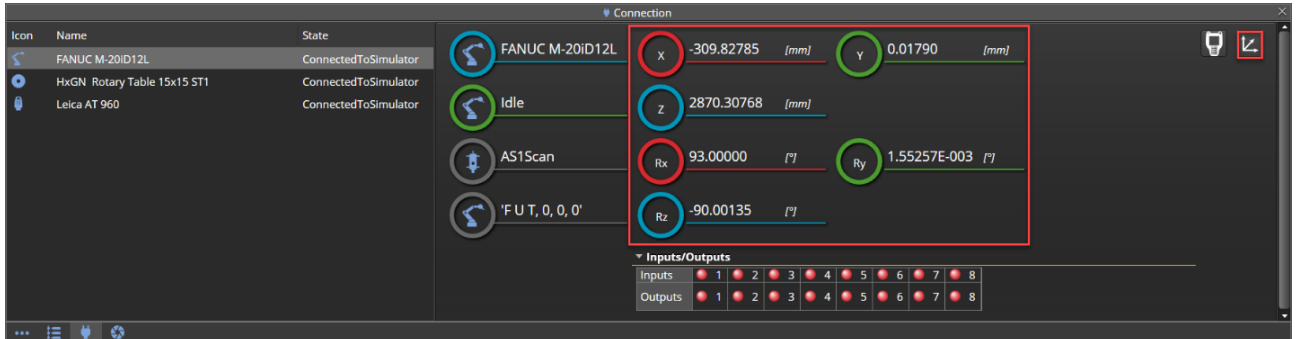 Connection
Icon Name State
FANUC M-20iD12L ConnectedToSimulator
HxGN Rotary Table 15x15 ST1 ConnectedToSimulator
Leica AT 960 ConnectedToSimulator
FANUC M-20iD12L X -309.82785 [mm] Y 0.01790 [mm]
Idle Z 2870.30768 [mm]
AS1Scan Rx 93.00000 [°] Ry 1.55257E-003 [°]
'F U T, 0, 0, 0' Rz -90.00135 [°]
Inputs/Outputs
Inputs 1 2 3 4 5 6 7 8
Outputs 1 2 3 4 5 6 7 8